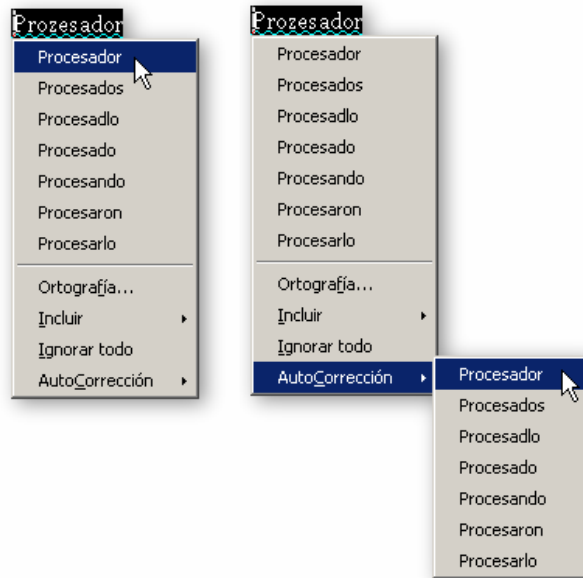 Prozesador
Procesador
Procesados
Procesadlo
Procesado
Procesando
Procesaron
Procesarlo
Ortografía...
Incluir
Ignorar todo
AutoCorrección
Prozesador
Procesador
Procesados
Procesadlo
Procesado
Procesando
Procesaron
Procesarlo
Ortografía...
Incluir
Ignorar todo
AutoCorrección
Procesador
Procesados
Procesadlo
Procesado
Procesando
Procesaron
Procesarlo